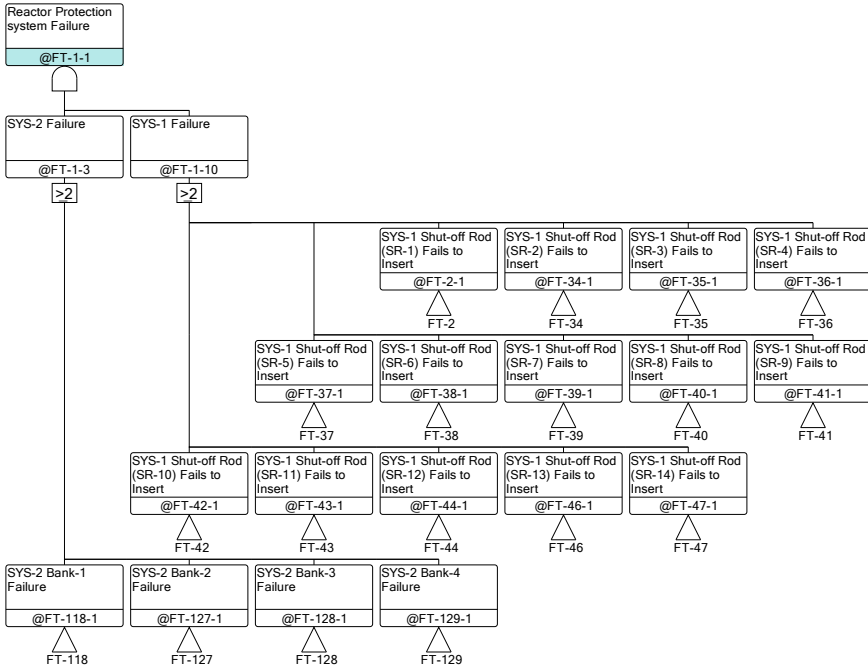 Reactor Protection
system Failure
@FT-1-1
SYS-2 Failure
@FT-1-3
SYS-1 Failure
@FT-1-10
>2
>2
SYS-1 Shut-off Rod
(SR-1) Fails to
Insert
@FT-2-1
FT-2
SYS-1 Shut-off Rod
(SR-2) Fails to
Insert
@FT-34-1
FT-34
SYS-1 Shut-off Rod
(SR-3) Fails to
Insert
@FT-35-1
FT-35
SYS-1 Shut-off Rod
(SR-4) Fails to
Insert
@FT-36-1
FT-36
SYS-1 Shut-off Rod
(SR-5) Fails to
Insert
@FT-37-1
FT-37
SYS-1 Shut-off Rod
(SR-6) Fails to
Insert
@FT-38-1
FT-38
SYS-1 Shut-off Rod
(SR-7) Fails to
Insert
@FT-39-1
FT-39
SYS-1 Shut-off Rod
(SR-8) Fails to
Insert
@FT-40-1
FT-40
SYS-1 Shut-off Rod
(SR-9) Fails to
Insert
@FT-41-1
FT-41
SYS-1 Shut-off Rod
(SR-10) Fails to
Insert
@FT-42-1
FT-42
SYS-1 Shut-off Rod
(SR-11) Fails to
Insert
@FT-43-1
FT-43
SYS-1 Shut-off Rod
(SR-12) Fails to
Insert
@FT-44-1
FT-44
SYS-1 Shut-off Rod
(SR-13) Fails to
Insert
@FT-46-1
FT-46
SYS-1 Shut-off Rod
(SR-14) Fails to
Insert
@FT-47-1
FT-47
SYS-2 Bank-1
Failure
@FT-118-1
FT-118
SYS-2 Bank-2
Failure
@FT-127-1
FT-127
SYS-2 Bank-3
Failure
@FT-128-1
FT-128
SYS-2 Bank-4
Failure
@FT-129-1
FT-129